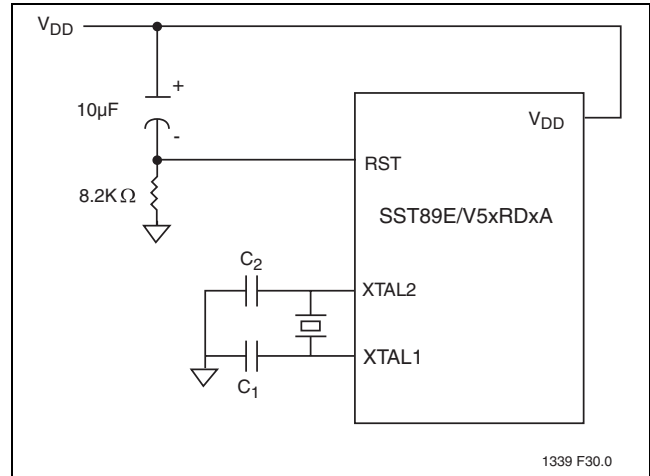 VDD
+
10µF
-
VDD
RST
8.2KΩ
SST89E/V5xRDxA
C2
XTAL2
XTAL1
C1
1339 F30.0